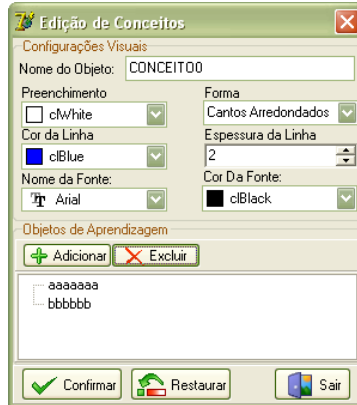 Edição de Conceitos
Configurações Visuais
Nome do Objeto: CONCEITO0
Preenchimento Forma
clWhite Cantos Arredondados
Cor da Linha Espessura da Linha
clBlue 2
Nome da Fonte: Cor Da Fonte:
Arial clBlack
Objetos de Aprendizagem
Adicionar Excluir
aaaaaaa
bbbbbb
Confirmar Restaurar Sair